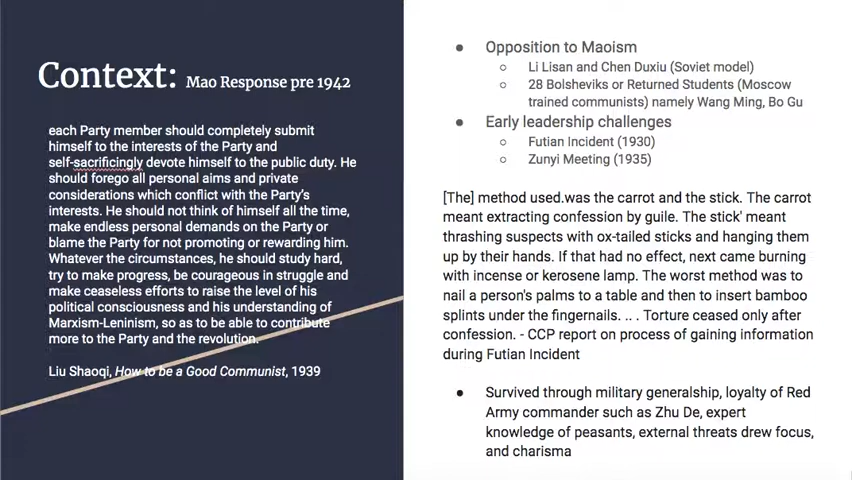 Context: Mao Response pre 1942
each Party member should completely submit
himself to the interests of the Party and
self-sacrificingly devote himself to the public duty. He
should forego all personal aims and private
considerations which conflict with the Party's
interests. He should not think of himself all the time,
make endless personal demands on the Party or
blame the Party for not promoting or rewarding him.
Whatever the circumstances, he should study hard,
try to make progress, be courageous in struggle and
make ceaseless efforts to raise the level of his
political consciousness and his understanding of
Marxism-Leninism, so as to be able to contribute
more to the Party and the revolution.
Liu Shaoqi, How to be a Good Communist, 1939
● Opposition to Maoism
○ Li Lisan and Chen Duxiu (Soviet model)
○ 28 Bolsheviks or Returned Students (Moscow
trained communists) namely Wang Ming, Bo Gu
● Early leadership challenges
○ Futian Incident (1930)
○ Zunyi Meeting (1935)
[The] method used.was the carrot and the stick. The carrot
meant extracting confession by guile. The stick' meant
thrashing suspects with ox-tailed sticks and hanging them
up by their hands. If that had no effect, next came burning
with incense or kerosene lamp. The worst method was to
nail a person's palms to a table and then to insert bamboo
splints under the fingernails. .. . Torture ceased only after
confession. - CCP report on process of gaining information
during Futian Incident
● Survived through military generalship, loyalty of Red
Army commander such as Zhu De, expert
knowledge of peasants, external threats drew focus,
and charisma